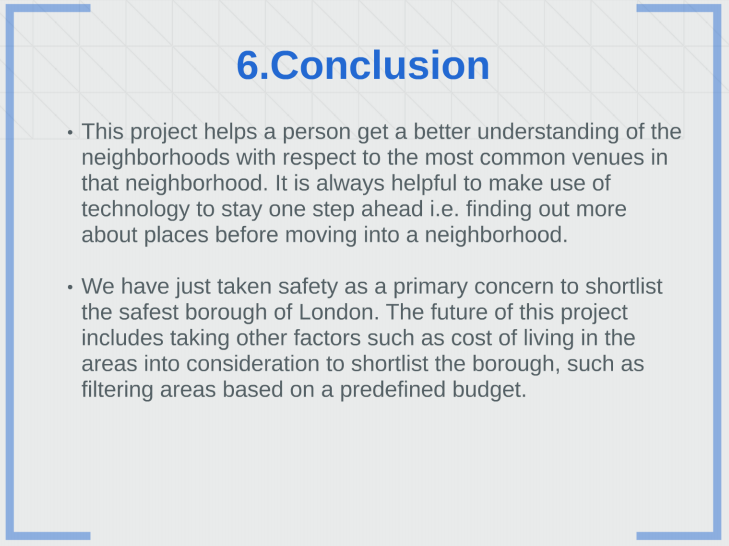 6.Conclusion
• This project helps a person get a better understanding of the
neighborhoods with respect to the most common venues in
that neighborhood. It is always helpful to make use of
technology to stay one step ahead i.e. finding out more
about places before moving into a neighborhood.
• We have just taken safety as a primary concern to shortlist
the safest borough of London. The future of this project
includes taking other factors such as cost of living in the
areas into consideration to shortlist the borough, such as
filtering areas based on a predefined budget.